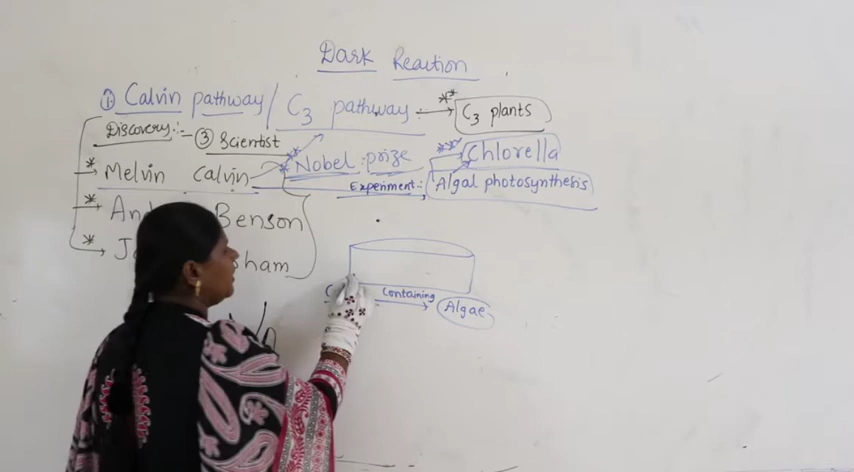 Dark Reaction
① Calvin pathway / C3 pathway → C3 plants
Discovery :- ③ Scientist
Melvin Calvin Nobel prize Chlorella
Experiment :- Algal photosynthesis
Benson
containing Algae